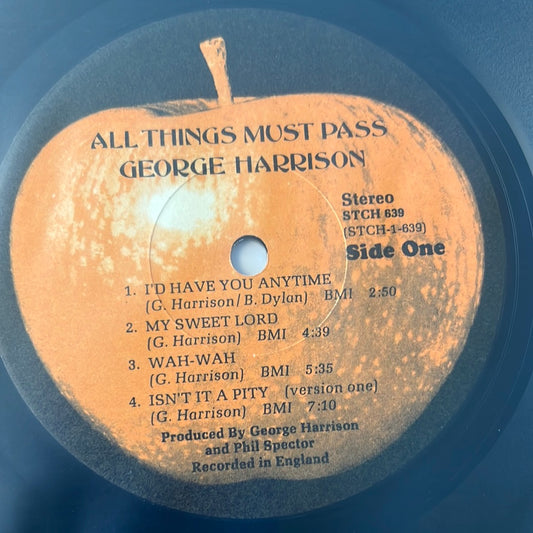 ALL THINGS MUST PASS
GEORGE HARRISON
Stereo
STCH 639
(STCH-1-639)
Side One
1. I'D HAVE YOU ANYTIME
(G. Harrison/B. Dylan) BMI 2:50
2. MY SWEET LORD
(G. Harrison) BMI 4:39
3. WAH-WAH
(G. Harrison) BMI 5:35
4. ISN'T IT A PITY (version one)
(G. Harrison) BMI 7:10
Produced By George Harrison
and Phil Spector
Recorded in England